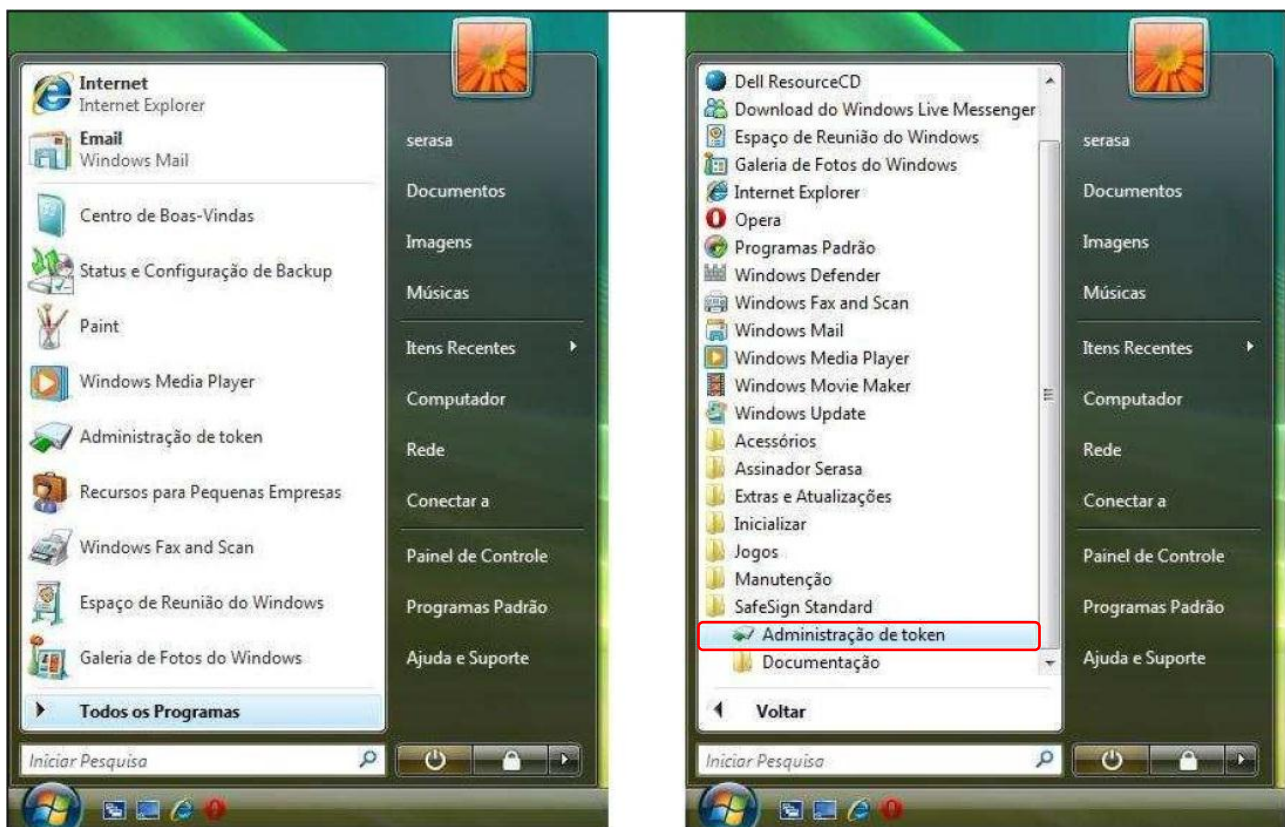 Internet
Internet Explorer
Email
Windows Mail
Centro de Boas-Vindas
Status e Configuração de Backup
Paint
Windows Media Player
Administração de token
Recursos para Pequenas Empresas
Windows Fax and Scan
Espaço de Reunião do Windows
Galeria de Fotos do Windows
Todos os Programas
Iniciar Pesquisa
serasa
Documentos
Imagens
Músicas
Itens Recentes
Computador
Rede
Conectar a
Painel de Controle
Programas Padrão
Ajuda e Suporte
Dell ResourceCD
Download do Windows Live Messenger
Espaço de Reunião do Windows
Galeria de Fotos do Windows
Internet Explorer
Opera
Programas Padrão
Windows Defender
Windows Fax and Scan
Windows Mail
Windows Media Player
Windows Movie Maker
Windows Update
Acessórios
Assinador Serasa
Extras e Atualizações
Inicializar
Jogos
Manutenção
SafeSign Standard
Administração de token
Documentação
Voltar
Iniciar Pesquisa
serasa
Documentos
Imagens
Músicas
Itens Recentes
Computador
Rede
Conectar a
Painel de Controle
Programas Padrão
Ajuda e Suporte